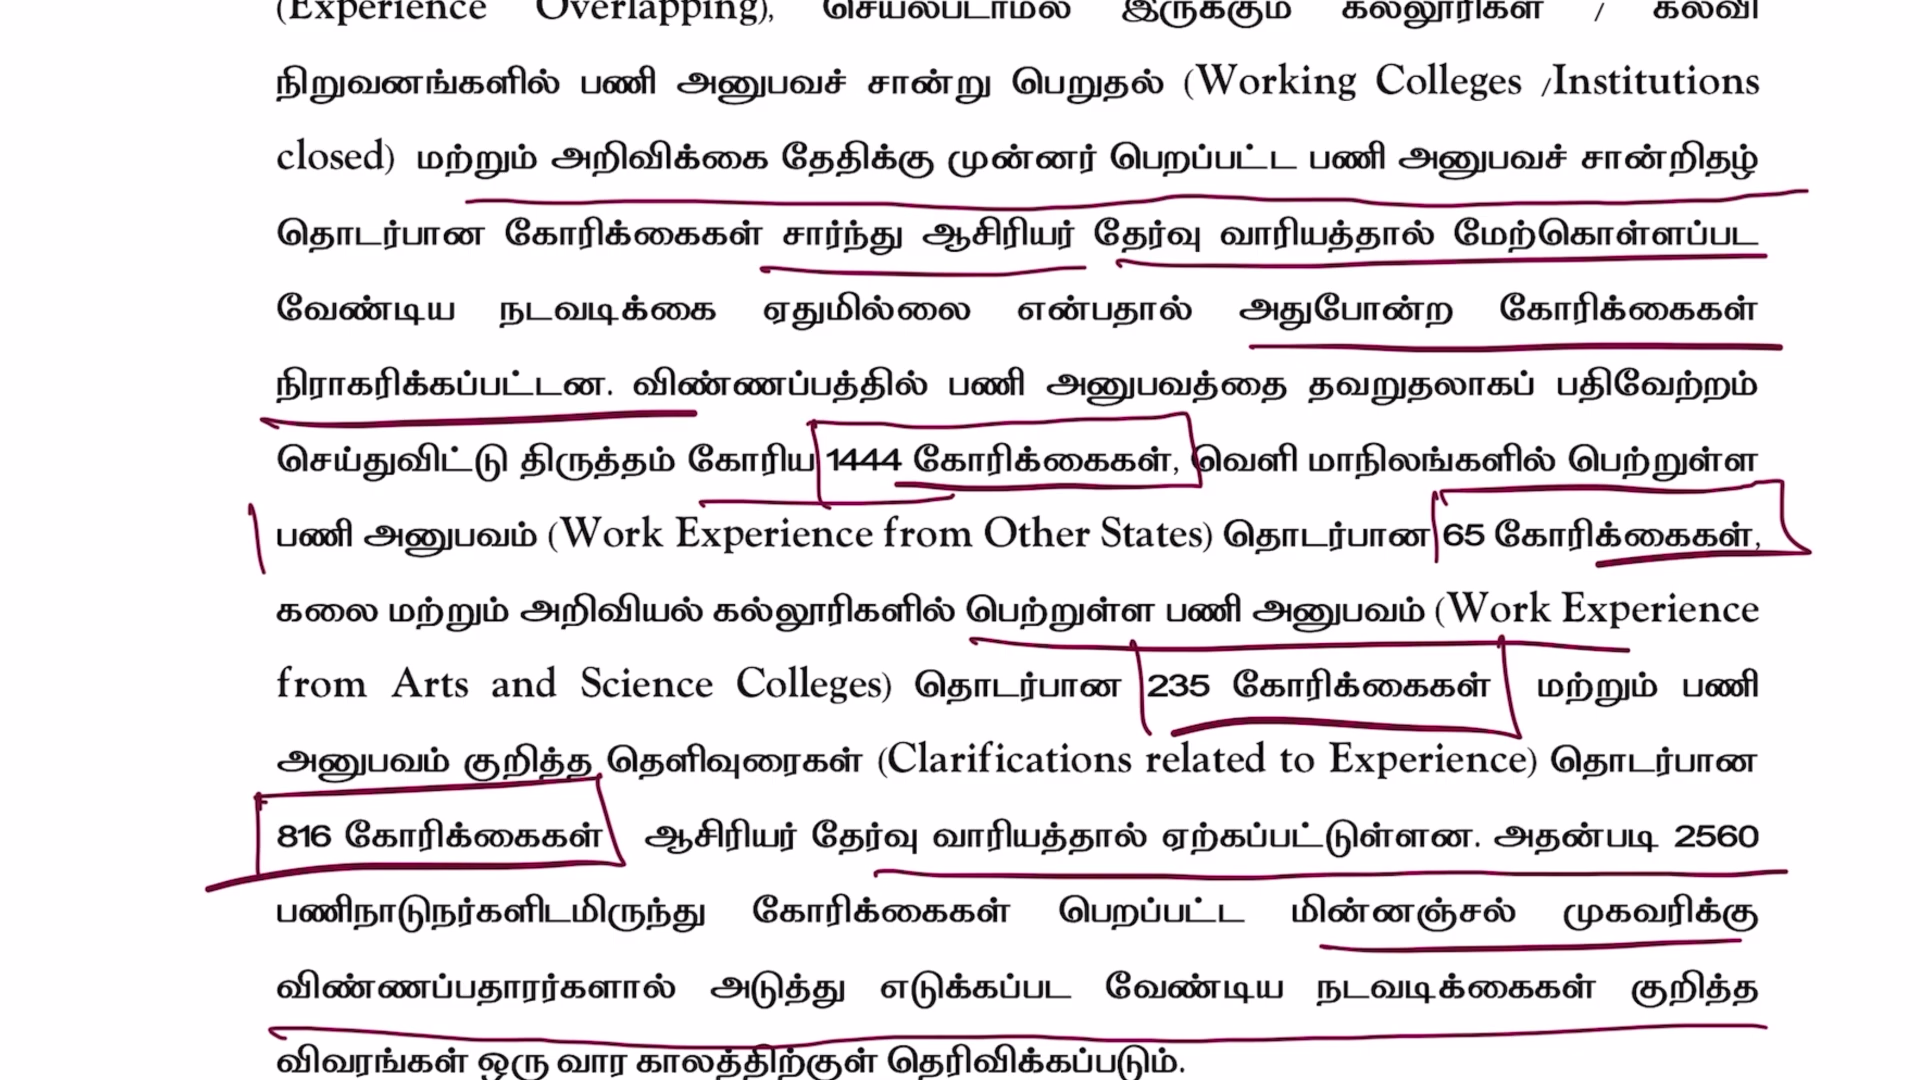 (Experience Overlapping), செயல்படாமல் இருக்கும் கல்லூரிகள் / கல்வி
நிறுவனங்களில் பணி அனுபவச் சான்று பெறுதல் (Working Colleges /Institutions
closed) மற்றும் அறிவிக்கை தேதிக்கு முன்னர் பெறப்பட்ட பணி அனுபவச் சான்றிதழ்
தொடர்பான கோரிக்கைகள் சார்ந்து ஆசிரியர் தேர்வு வாரியத்தால் மேற்கொள்ளப்பட
வேண்டிய நடவடிக்கை ஏதுமில்லை என்பதால் அதுபோன்ற கோரிக்கைகள்
நிராகரிக்கப்பட்டன. விண்ணப்பத்தில் பணி அனுபவத்தை தவறுதலாகப் பதிவேற்றம்
செய்துவிட்டு திருத்தம் கோரிய 1444 கோரிக்கைகள், வெளி மாநிலங்களில் பெற்றுள்ள
பணி அனுபவம் (Work Experience from Other States) தொடர்பான 65 கோரிக்கைகள்,
கலை மற்றும் அறிவியல் கல்லூரிகளில் பெற்றுள்ள பணி அனுபவம் (Work Experience
from Arts and Science Colleges) தொடர்பான 235 கோரிக்கைகள் மற்றும் பணி
அனுபவம் குறித்த தெளிவுரைகள் (Clarifications related to Experience) தொடர்பான
816 கோரிக்கைகள் ஆசிரியர் தேர்வு வாரியத்தால் ஏற்கப்பட்டுள்ளன. அதன்படி 2560
பணிநாடுநர்களிடமிருந்து கோரிக்கைகள் பெறப்பட்ட மின்னஞ்சல் முகவரிக்கு
விண்ணப்பதாரர்களால் அடுத்து எடுக்கப்பட வேண்டிய நடவடிக்கைகள் குறித்த
விவரங்கள் ஒரு வார காலத்திற்குள் தெரிவிக்கப்படும்.